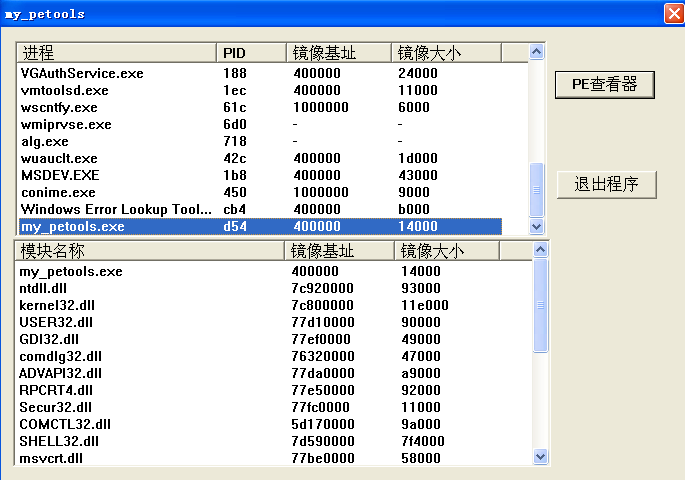 my_petools
进程 PID 镜像基址 镜像大小
VGAuthService.exe 188 400000 24000
vmtoolsd.exe 1ec 400000 11000
wscntfy.exe 61c 1000000 6000
wmiprvse.exe 6d0 - -
alg.exe 718 - -
wuauclt.exe 42c 400000 1d000
MSDEV.EXE 1b8 400000 43000
conime.exe 450 1000000 9000
Windows Error Lookup Tool... cb4 400000 b000
my_petools.exe d54 400000 14000
PE查看器
退出程序
模块名称 镜像基址 镜像大小
my_petools.exe 400000 14000
ntdll.dll 7c920000 93000
kernel32.dll 7c800000 11e000
USER32.dll 77d10000 90000
GDI32.dll 77ef0000 49000
comdlg32.dll 76320000 47000
ADVAPI32.dll 77da0000 a9000
RPCRT4.dll 77e50000 92000
Secur32.dll 77fc0000 11000
COMCTL32.dll 5d170000 9a000
SHELL32.dll 7d590000 7f4000
msvcrt.dll 77be0000 58000